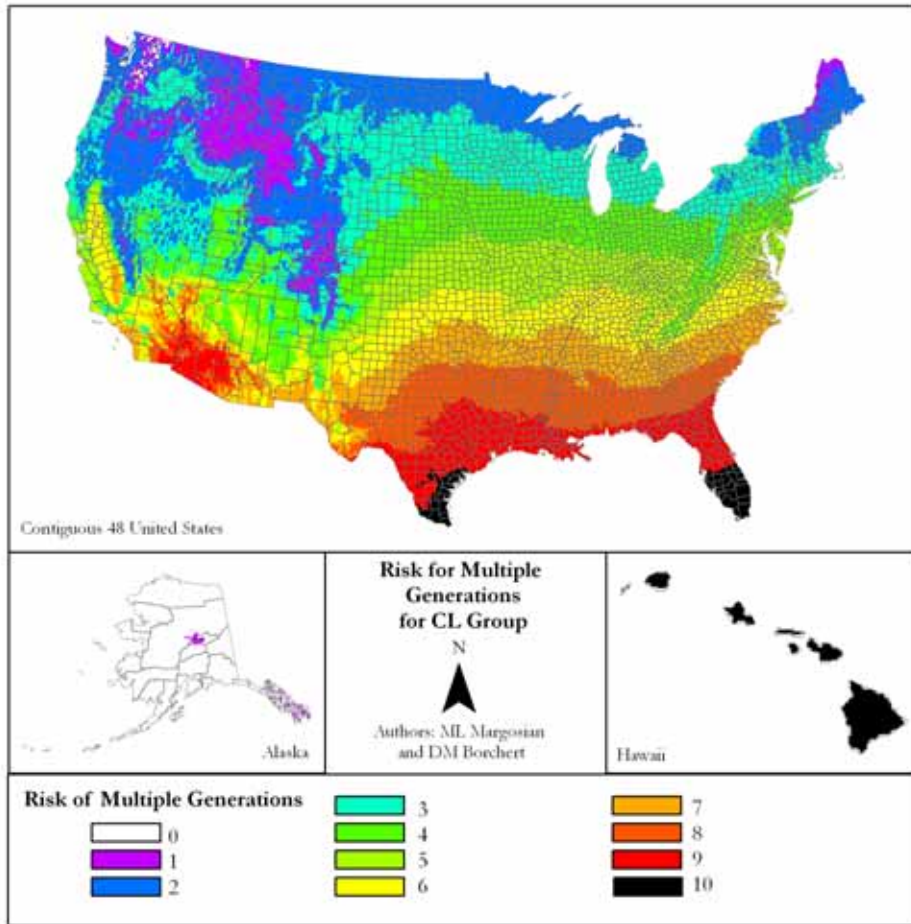 Contiguous 48 United States
Risk for Multiple
Generations
for CL Group
N
Authors: ML Margosian
and DM Borchert
Alaska
Hawaii
Risk of Multiple Generations
0
1
2
3
4
5
6
7
8
9
10